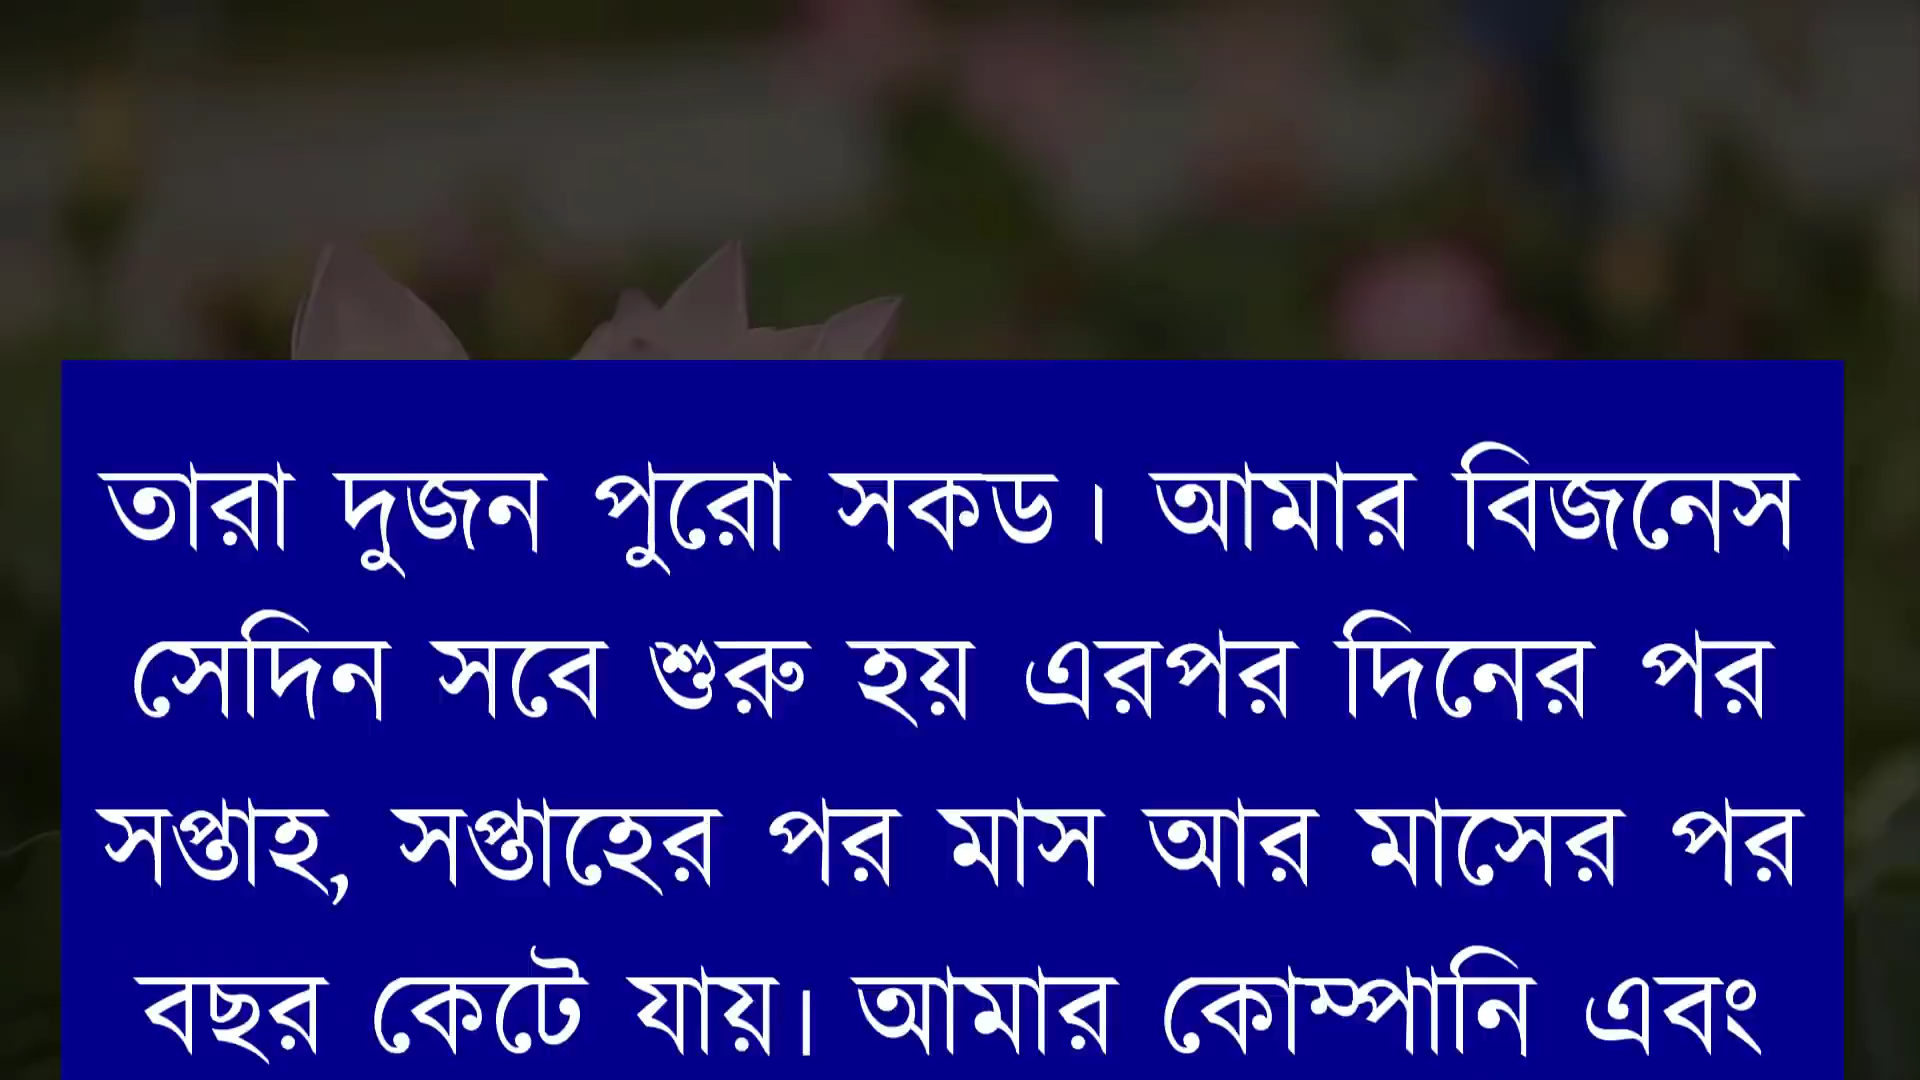 তারা দুজন পুরো সকড। আমার বিজনেস
সেদিন সবে শুরু হয় এরপর দিনের পর
সপ্তাহ, সপ্তাহের পর মাস আর মাসের পর
বছর কেটে যায়। আমার কোম্পানি এবং